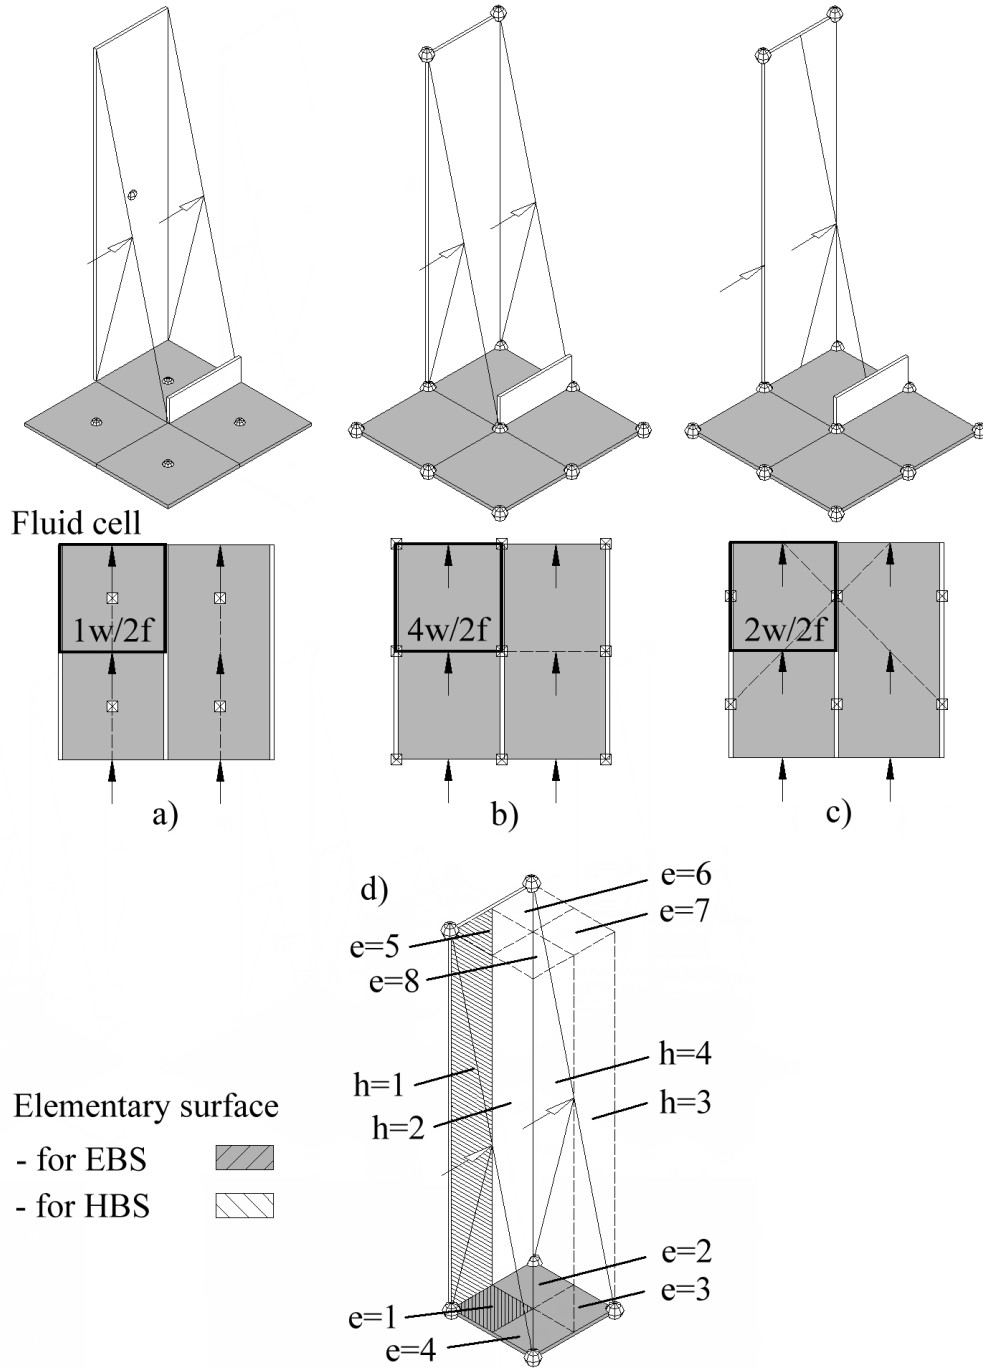 Fluid cell
1w/2f
4w/2f
2w/2f
a)
b)
c)
d)
e=6
e=7
e=5
e=8
h=4
h=1
h=3
h=2
Elementary surface
- for EBS
- for HBS
e=2
e=3
e=1
e=4